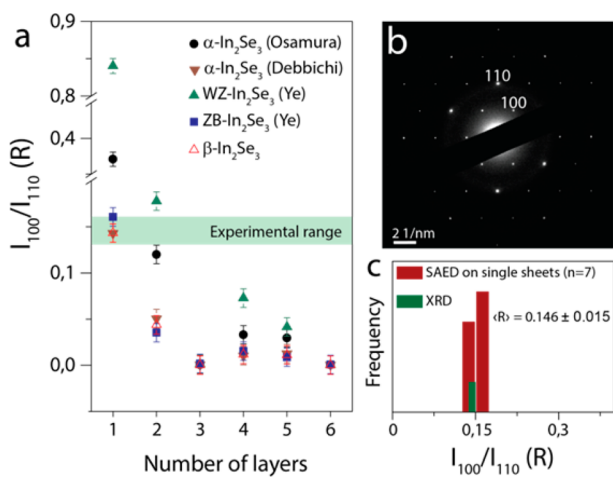 a
I₁₀₀/I₁₁₀ (R)
0,9
0,8
0,4
0,1
0,0
α-In₂Se₃ (Osamura)
α-In₂Se₃ (Debbichi)
WZ-In₂Se₃ (Ye)
ZB-In₂Se₃ (Ye)
β-In₂Se₃
Experimental range
1 2 3 4 5 6
Number of layers
b
110
100
2 1/nm
c
SAED on single sheets (n=7)
XRD
‹R› = 0.146 ± 0.015
Frequency
0 0,15 0,3
I₁₀₀/I₁₁₀ (R)